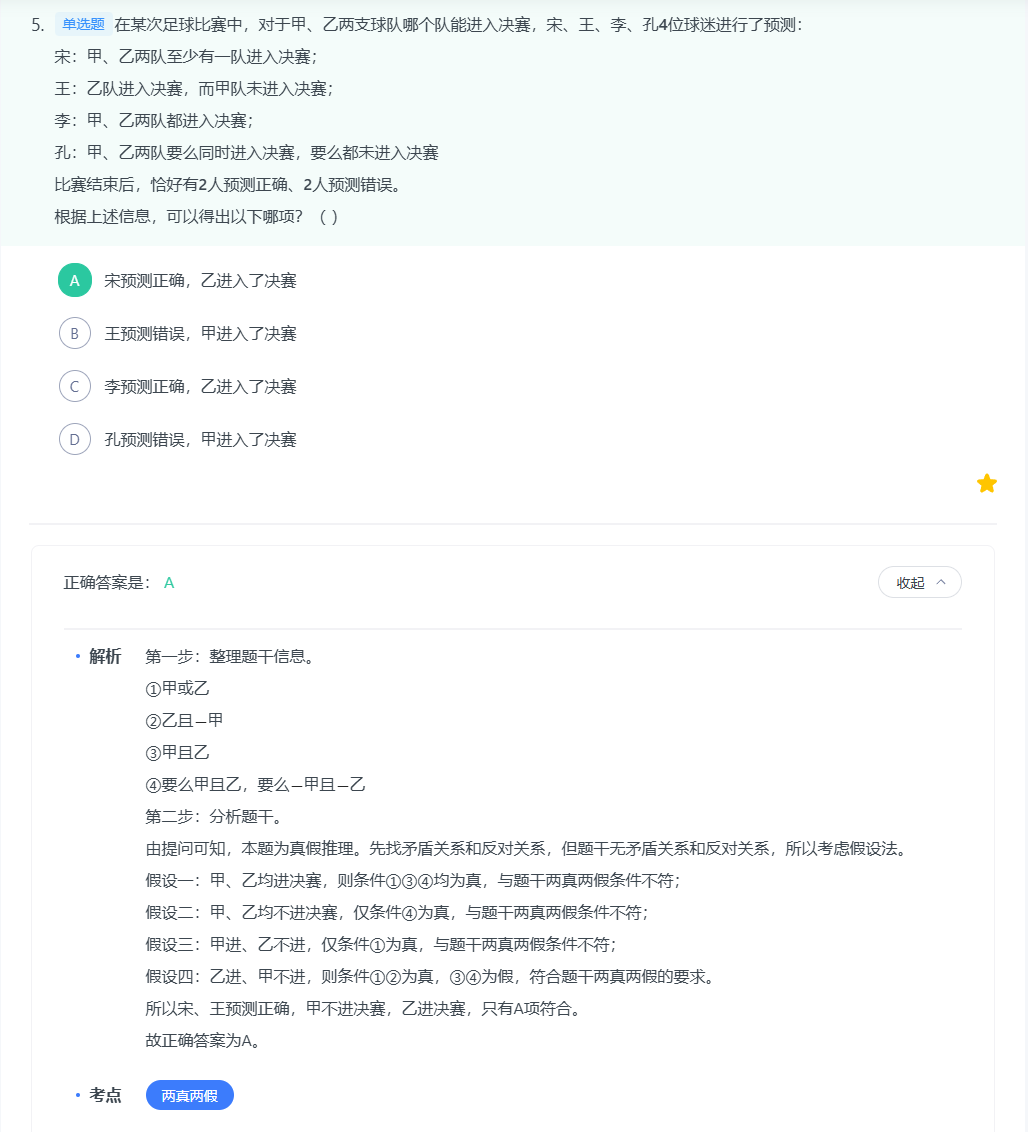 5. 单选题 在某次足球比赛中，对于甲、乙两支球队哪个队能进入决赛，宋、王、李、孔4位球迷进行了预测：
宋：甲、乙两队至少有一队进入决赛；
王：乙队进入决赛，而甲队未进入决赛；
李：甲、乙两队都进入决赛；
孔：甲、乙两队要么同时进入决赛，要么都未进入决赛
比赛结束后，恰好有2人预测正确、2人预测错误。
根据上述信息，可以得出以下哪项？（ ）
A 宋预测正确，乙进入了决赛
B 王预测错误，甲进入了决赛
C 李预测正确，乙进入了决赛
D 孔预测错误，甲进入了决赛
正确答案是： A
收起
解析 第一步：整理题干信息。
①甲或乙
②乙且—甲
③甲且乙
④要么甲且乙，要么—甲且—乙
第二步：分析题干。
由提问可知，本题为真假推理。先找矛盾关系和反对关系，但题干无矛盾关系和反对关系，所以考虑假设法。
假设一：甲、乙均进决赛，则条件①③④均为真，与题干两真两假条件不符；
假设二：甲、乙均不进决赛，仅条件④为真，与题干两真两假条件不符；
假设三：甲进、乙不进，仅条件①为真，与题干两真两假条件不符；
假设四：乙进、甲不进，则条件①②为真，③④为假，符合题干两真两假的要求。
所以宋、王预测正确，甲不进决赛，乙进决赛，只有A项符合。
故正确答案为A。
考点 两真两假